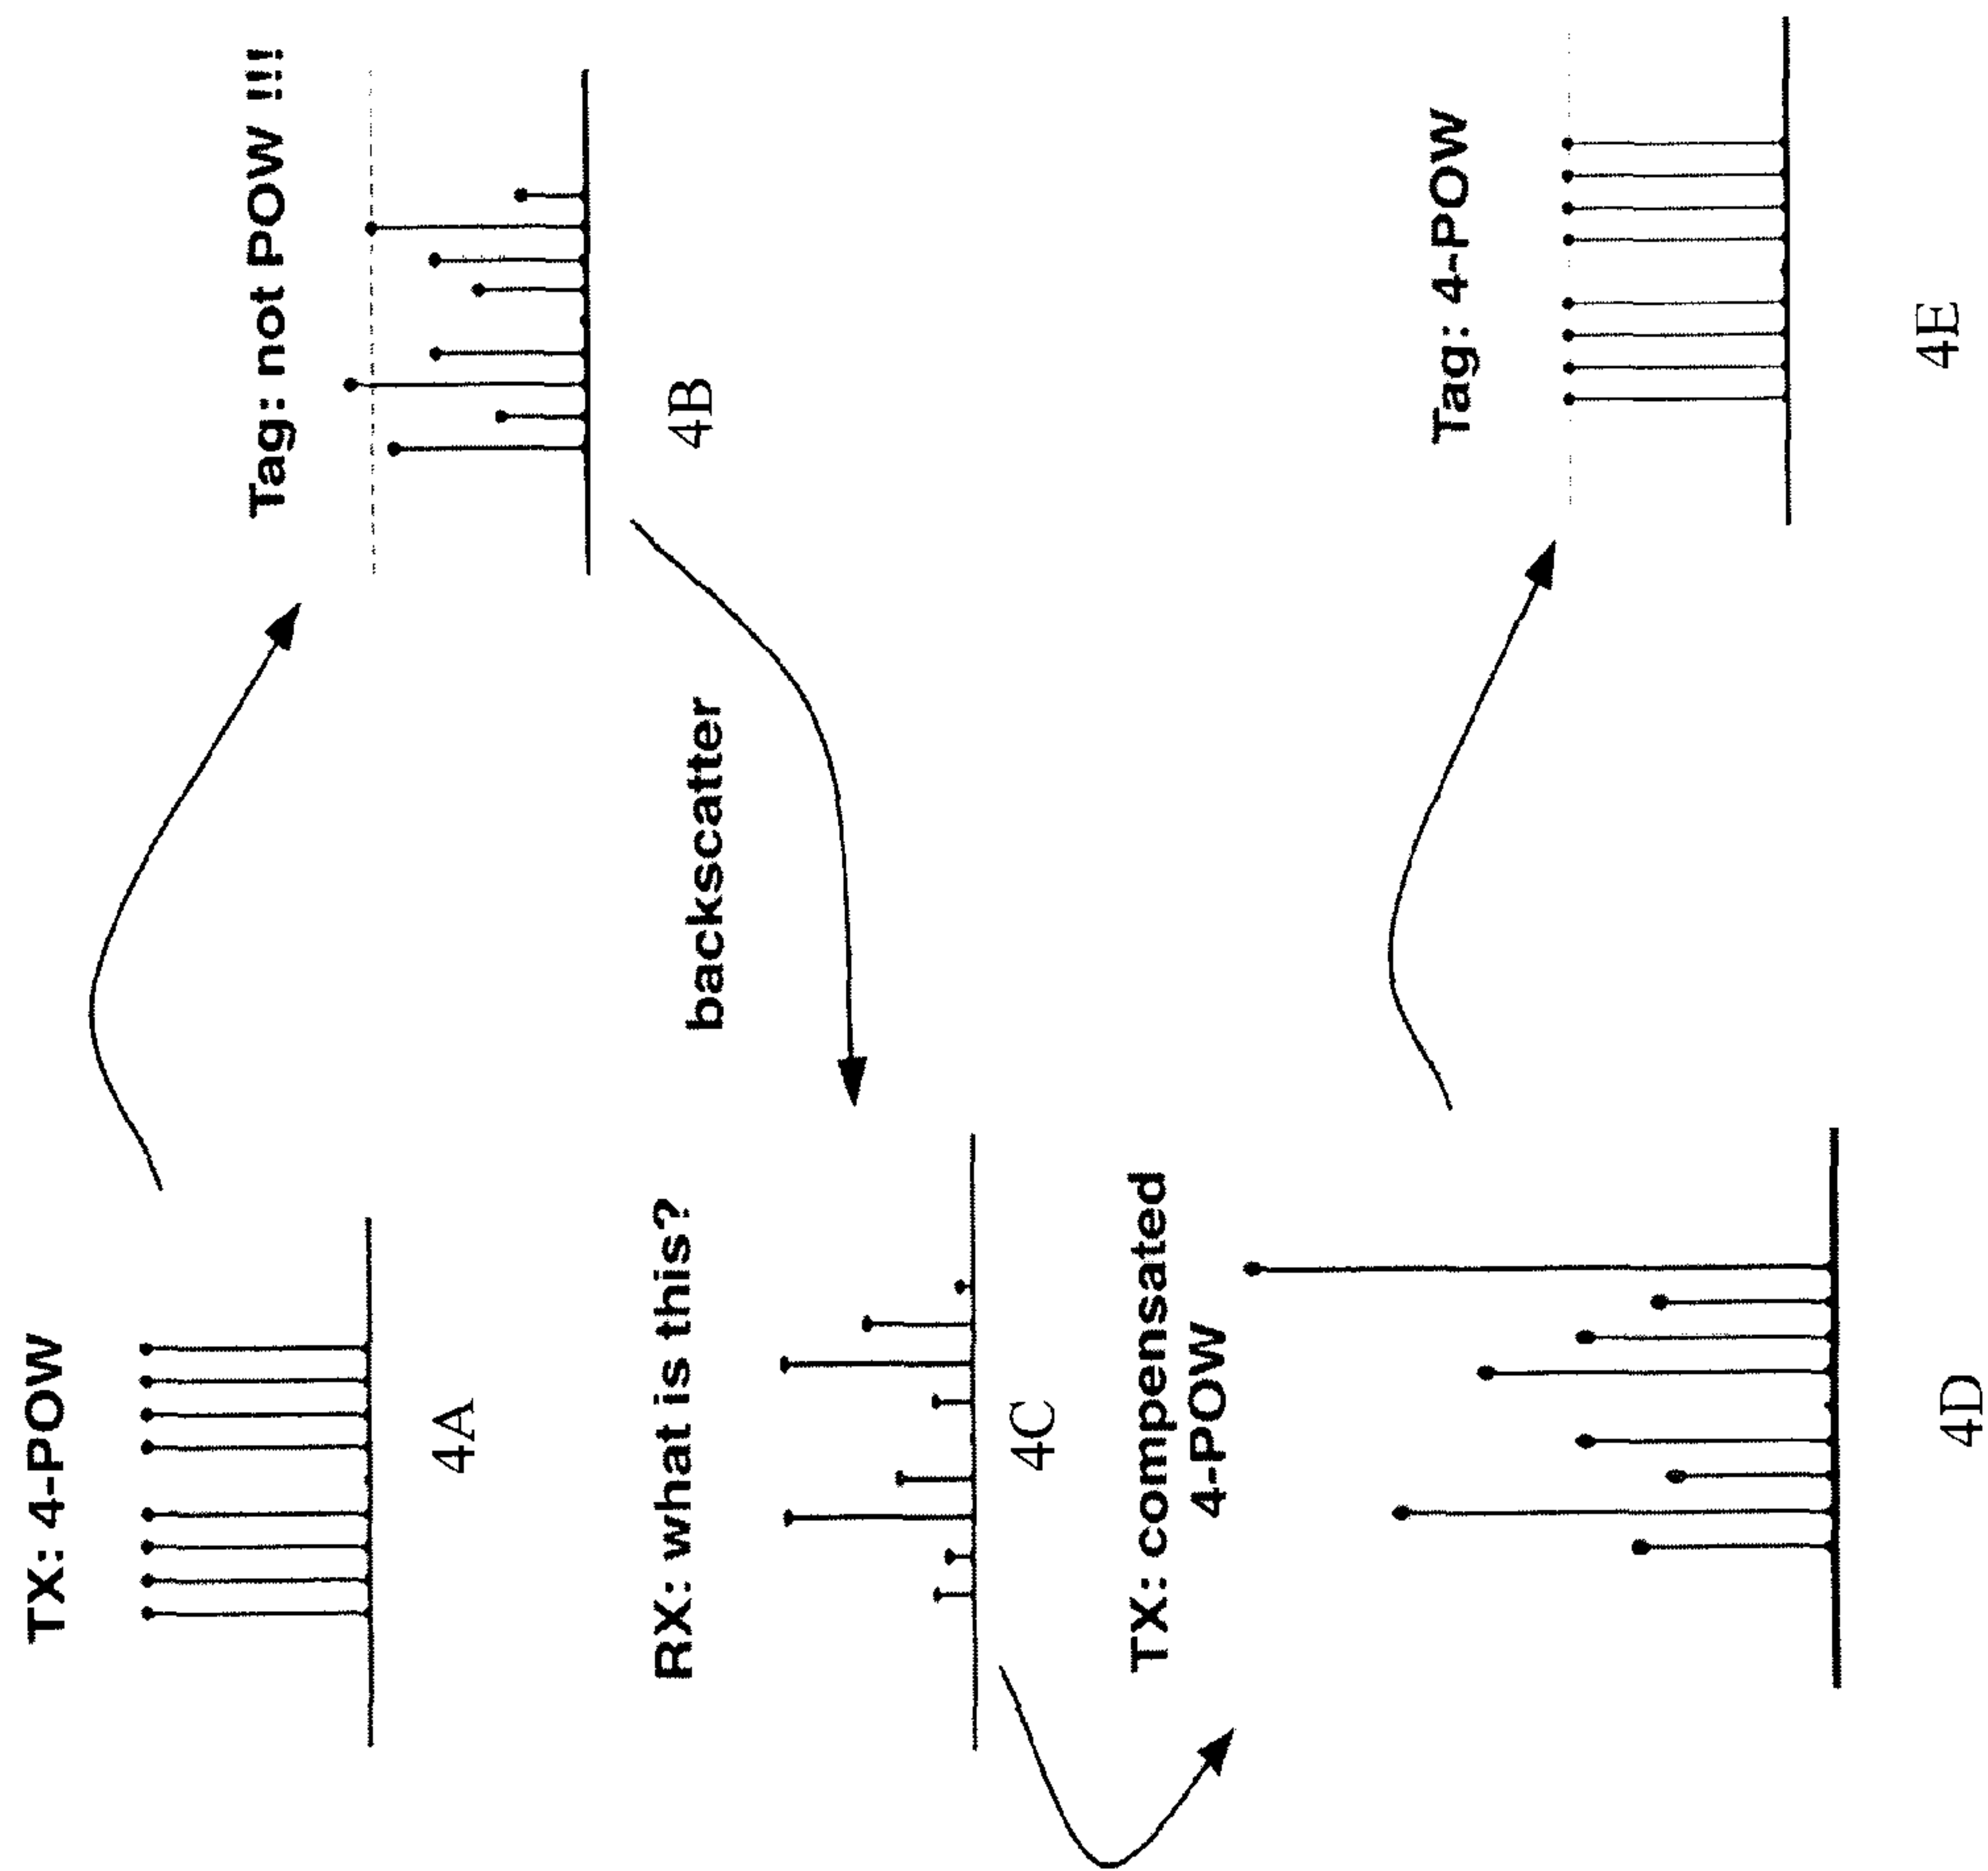 TX: 4-POW
4A
Tag: not POW !!!
4B
backscatter
RX: what is this?
4C
TX: compensated
4-POW
4D
Tag: 4-POW
4E